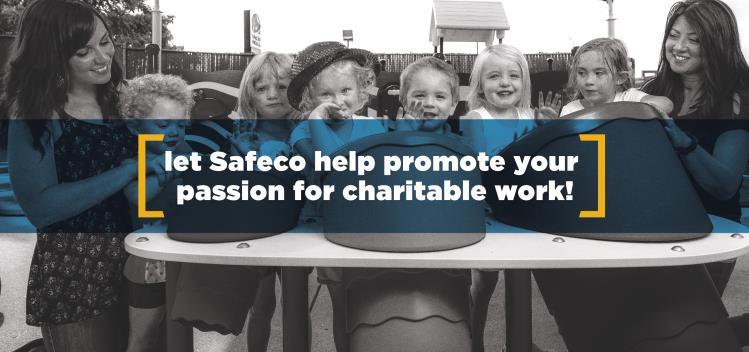 let Safeco help promote your
passion for charitable work!